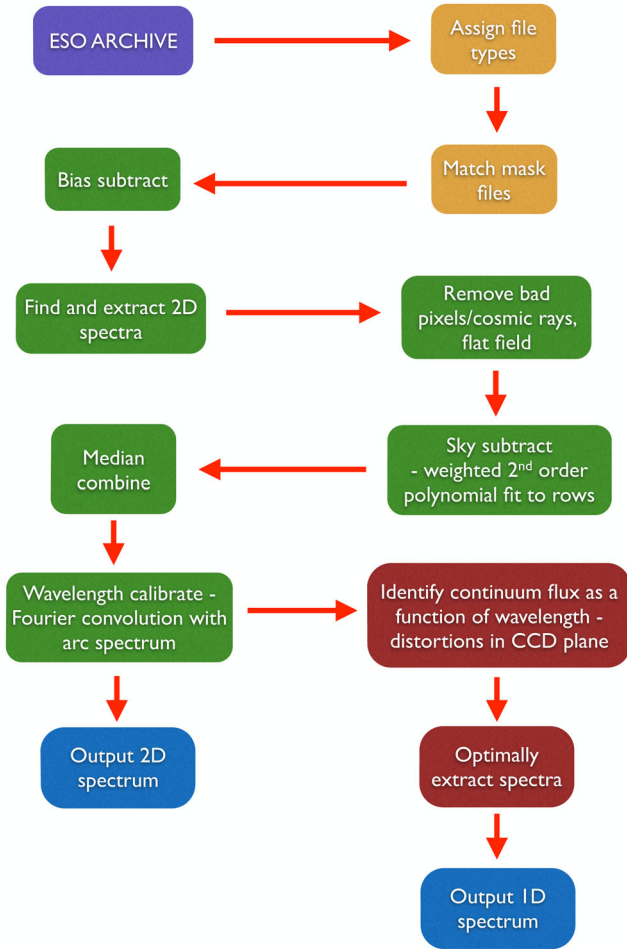 ESO ARCHIVE
Assign file
types
Match mask
files
Bias subtract
Find and extract 2D
spectra
Remove bad
pixels/cosmic rays,
flat field
Sky subtract
- weighted 2nd order
polynomial fit to rows
Median
combine
Wavelength calibrate -
Fourier convolution with
arc spectrum
Identify continuum flux as a
function of wavelength -
distortions in CCD plane
Output 2D
spectrum
Optimally
extract spectra
Output 1D
spectrum